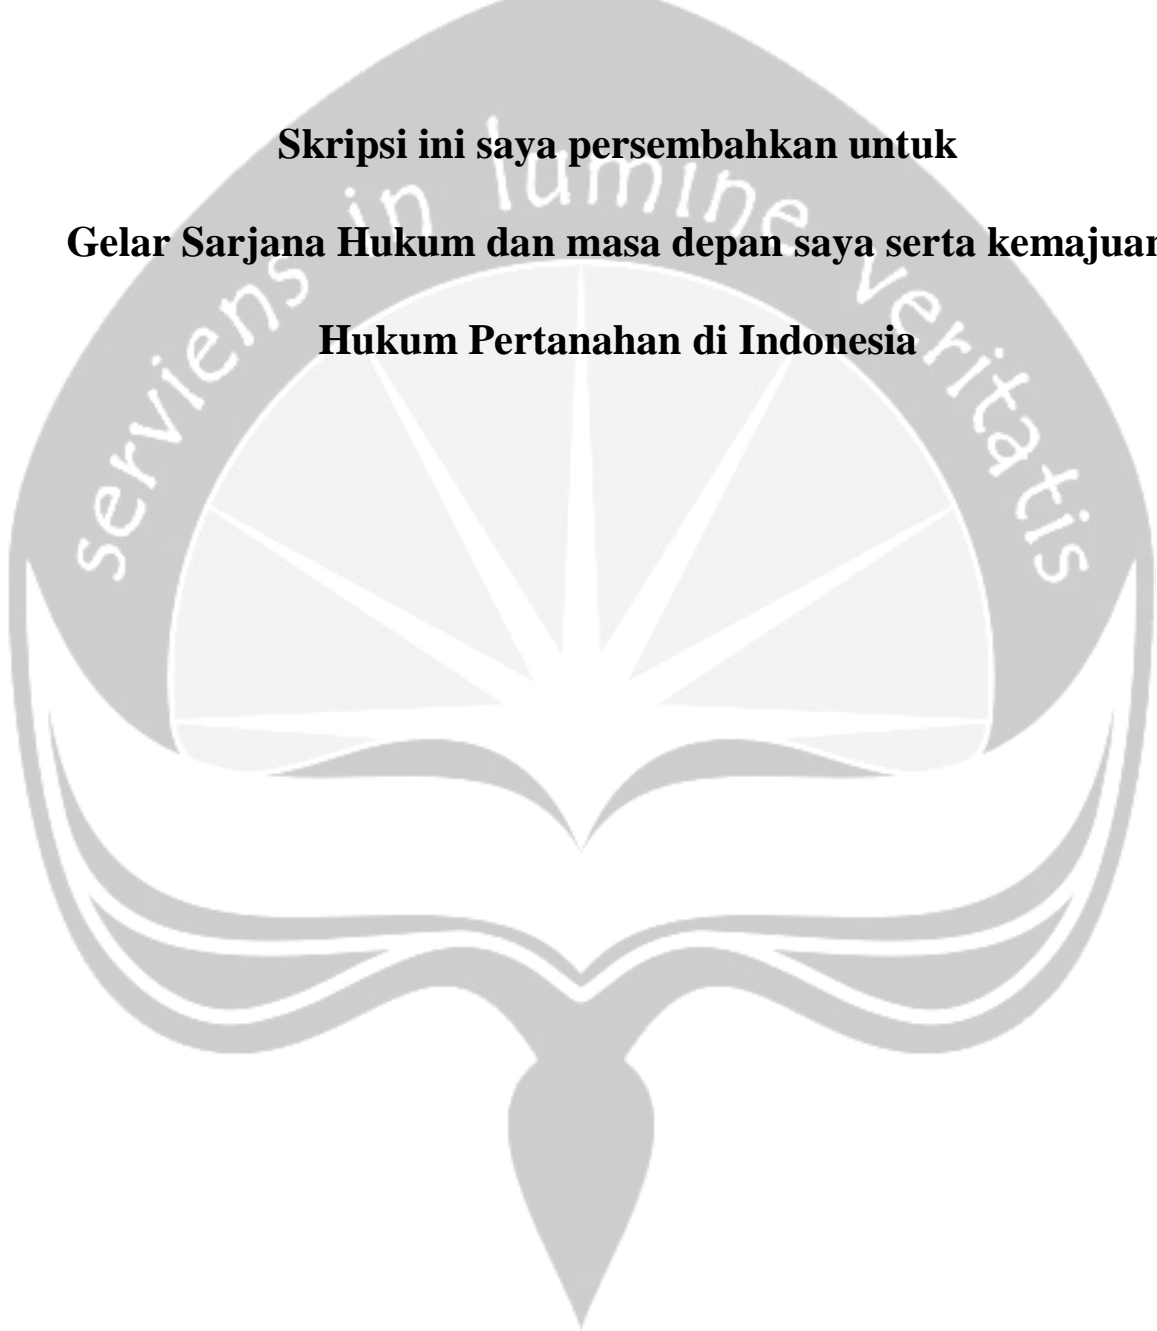 Skripsi ini saya persembahkan untuk
serviens in lumine veritatis
Gelar Sarjana Hukum dan masa depan saya serta kemajuan
Hukum Pertanahan di Indonesia